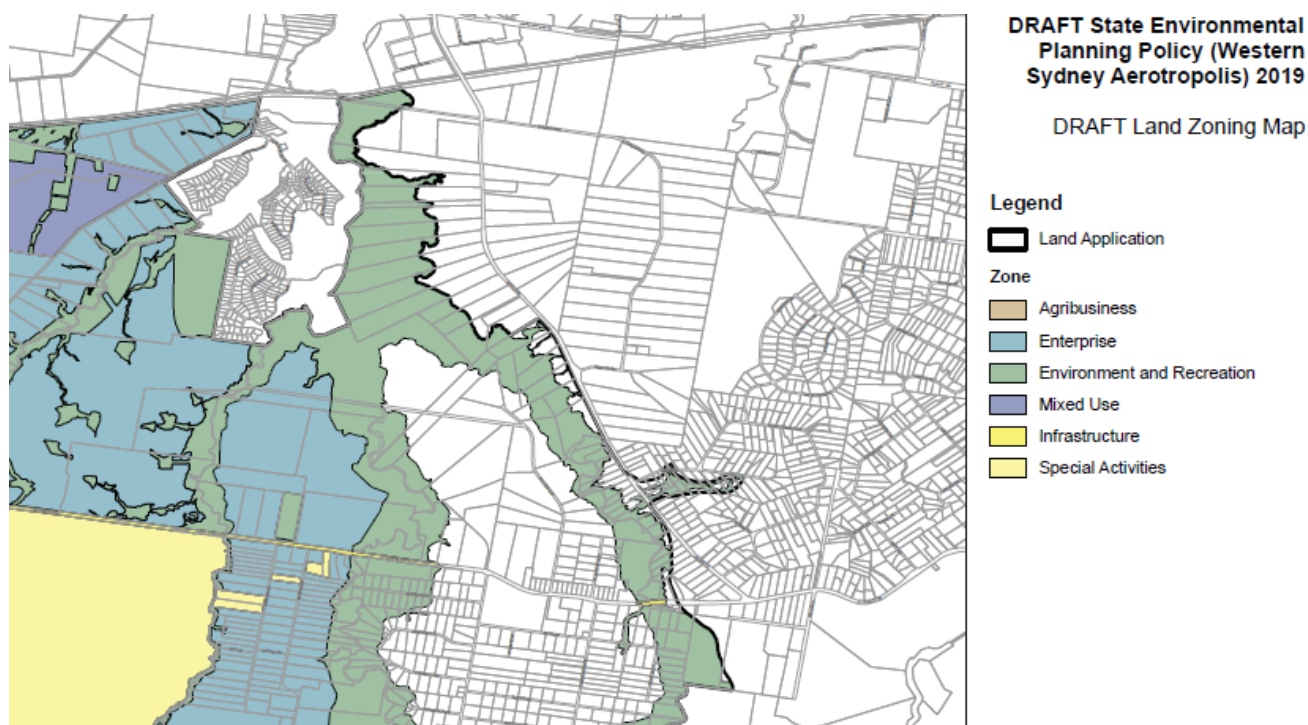 DRAFT State Environmental
Planning Policy (Western
Sydney Aerotropolis) 2019
DRAFT Land Zoning Map
Legend
Land Application
Zone
Agribusiness
Enterprise
Environment and Recreation
Mixed Use
Infrastructure
Special Activities